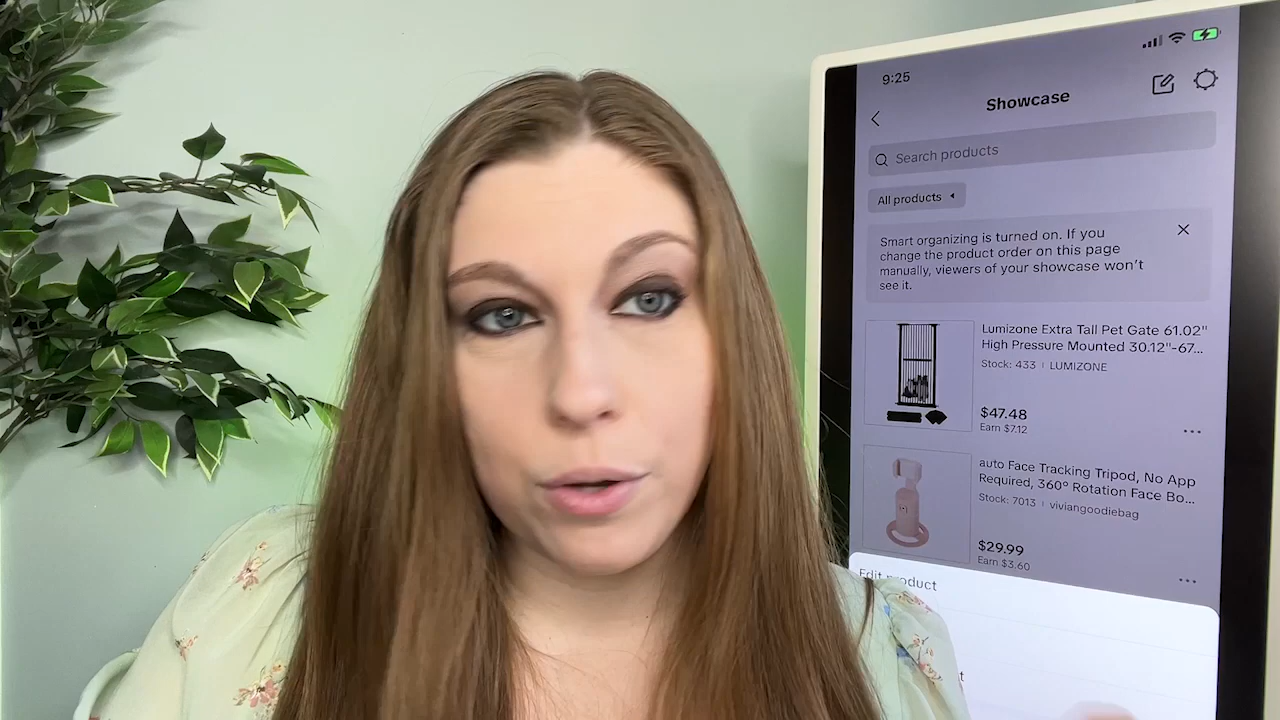 9:25
Showcase
Search products
All products
Smart organizing is turned on. If you
change the product order on this page
manually, viewers of your showcase won't
see it.
Lumizone Extra Tall Pet Gate 61.02"
High Pressure Mounted 30.12"-67...
Stock: 433 | LUMIZONE
$47.48
Earn $7.12
auto Face Tracking Tripod, No App
Required, 360° Rotation Face Bo...
Stock: 7013 | viviangoodiebag
$29.99
Earn $3.60
Edit product